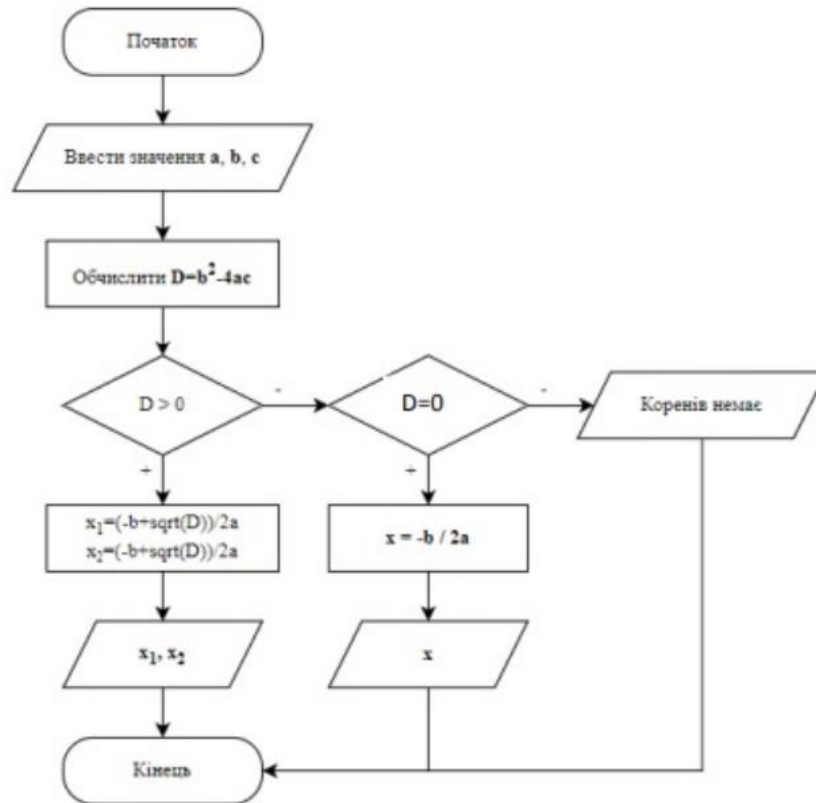 Початок
Ввести значення a, b, c
Обчислити D=b²-4ac
D > 0
-
D=0
-
Коренів немає
+
+
x₁=(-b+sqrt(D))/2a
x₂=(-b+sqrt(D))/2a
x = -b / 2a
x₁, x₂
x
Кінець